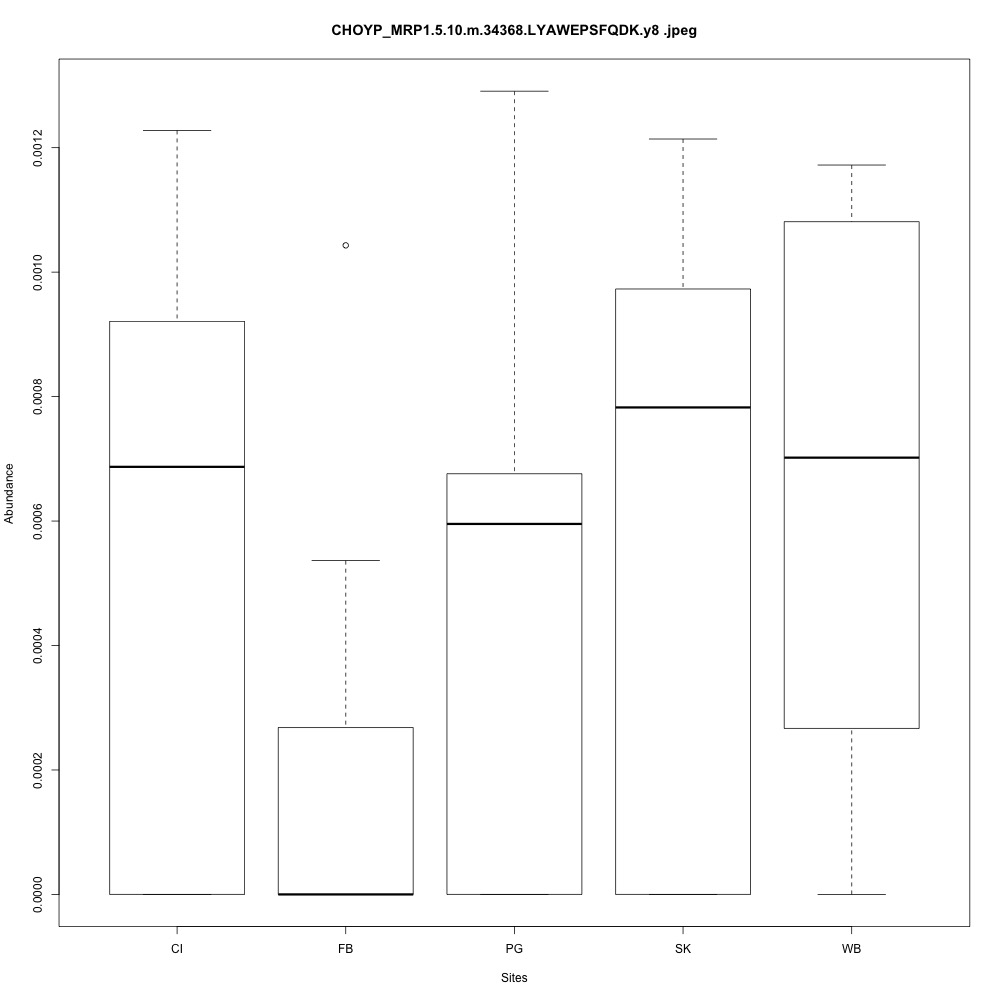 CHOYP_MRP1.5.10.m.34368.LYAWEPSFQDK.y8 .jpeg
0.0012
0.0010
0.0008
0.0006
0.0004
0.0002
0.0000
Abundance
CI FB PG SK WB
Sites